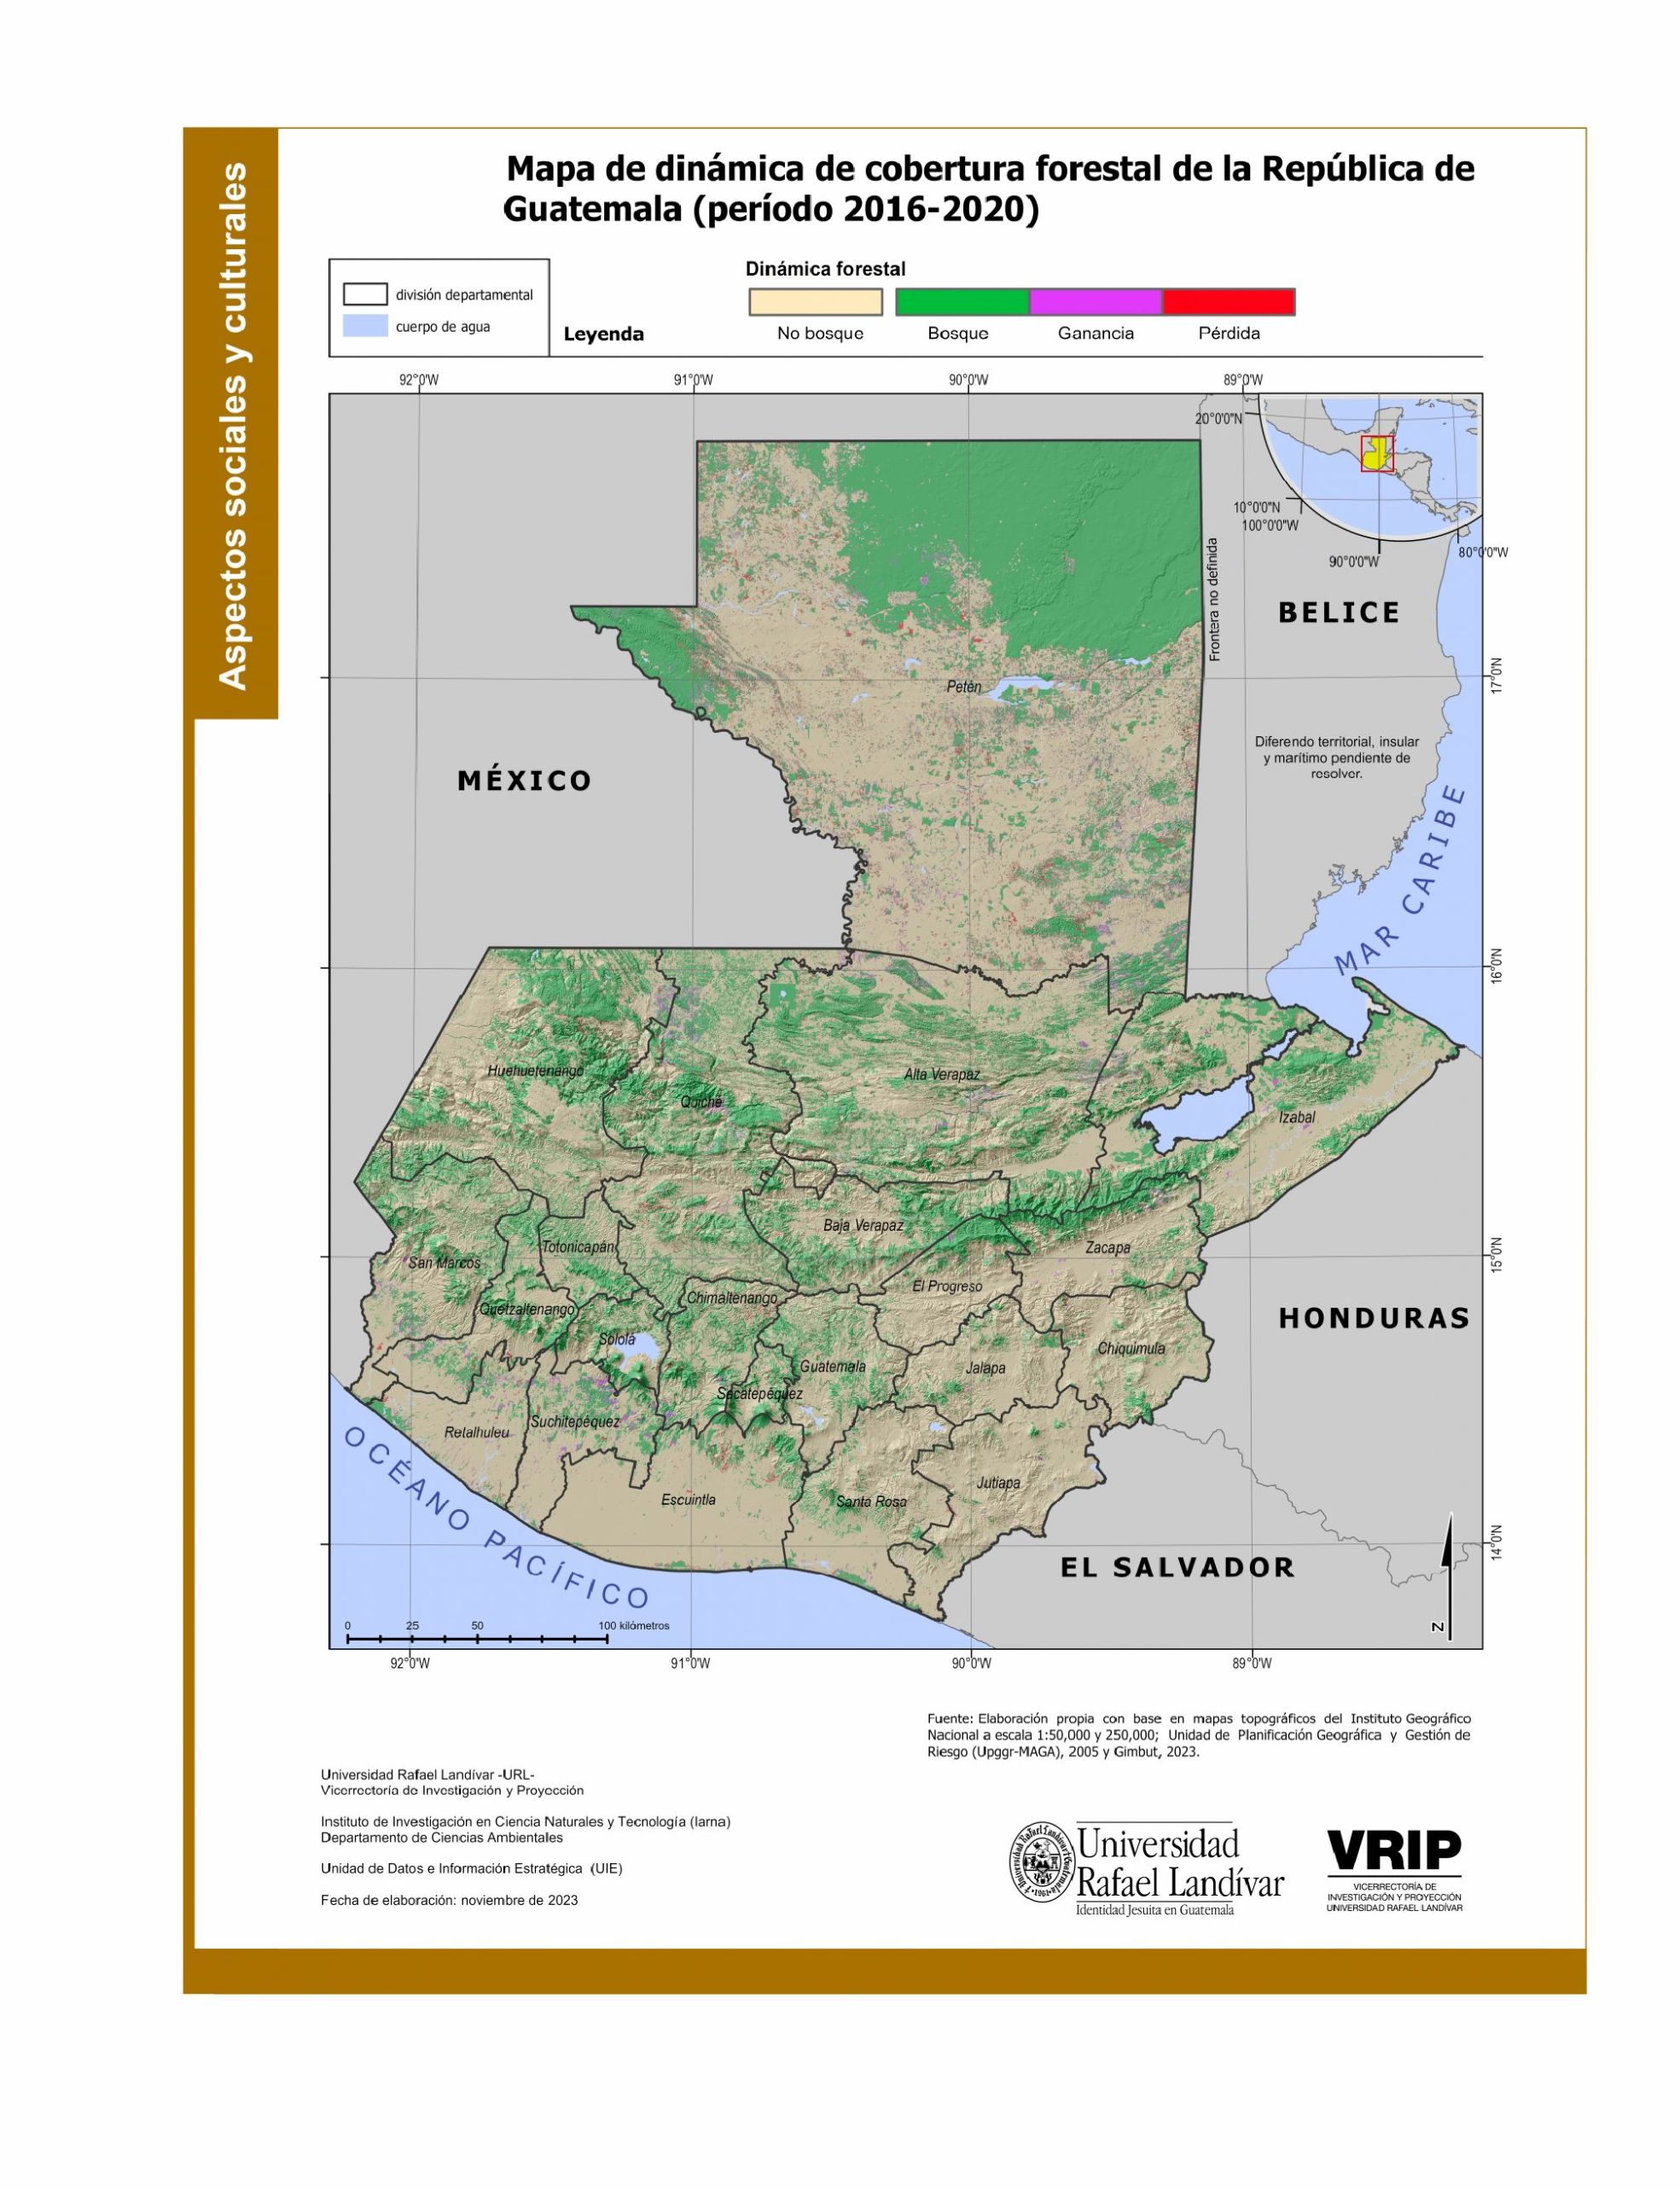 Aspectos sociales y culturales
Mapa de dinámica de cobertura forestal de la República de
Guatemala (período 2016-2020)
división departamental
cuerpo de agua
Leyenda
Dinámica forestal
No bosque
Bosque
Ganancia
Pérdida
92°0'W
91°0'W
90°0'W
89°0'W
20°0'0"N
10°0'0"N
100°0'0"W
90°0'0"W
80°0'0"W
Frontera no definida
BELICE
17°0'N
Petén
Diferendo territorial, insular
y marítimo pendiente de
resolver.
MÉXICO
MAR CARIBE
16°0'N
Huehuetenango
Quiché
Alta Verapaz
Izabal
Baja Verapaz
Zacapa
15°0'N
San Marcos
Totonicapán
El Progreso
Quetzaltenango
Chimaltenango
HONDURAS
Sololá
Guatemala
Jalapa
Chiquimula
Sacatepéquez
Retalhuleu
Suchitepéquez
Escuintla
Santa Rosa
Jutiapa
14°0'N
OCÉANO PACÍFICO
EL SALVADOR
0 25 50 100 kilómetros
N
92°0'W
91°0'W
90°0'W
89°0'W
Fuente: Elaboración propia con base en mapas topográficos del Instituto Geográfico
Nacional a escala 1:50,000 y 250,000; Unidad de Planificación Geográfica y Gestión de
Riesgo (Upggr-MAGA), 2005 y Gimbut, 2023.
Universidad Rafael Landívar -URL-
Vicerrectoría de Investigación y Proyección
Instituto de Investigación en Ciencia Naturales y Tecnología (Iarna)
Departamento de Ciencias Ambientales
Unidad de Datos e Información Estratégica (UIE)
Fecha de elaboración: noviembre de 2023
Universidad
Rafael Landívar
Identidad Jesuita en Guatemala
VRIP
VICERRECTORÍA DE
INVESTIGACIÓN Y PROYECCIÓN
UNIVERSIDAD RAFAEL LANDÍVAR